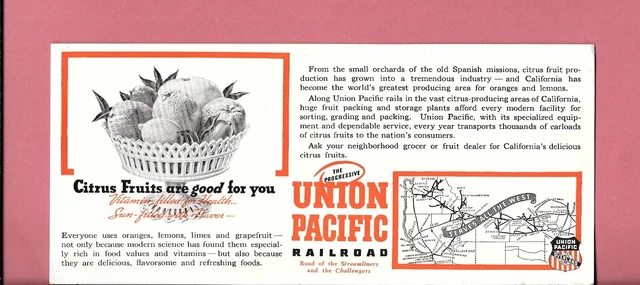 Citrus Fruits are good for you
Vitamin-filled for Health...
Sun-filled for Flavor—
Everyone uses oranges, lemons, limes and grapefruit—
not only because modern science has found them especial-
ly rich in food values and vitamins—but also because
they are delicious, flavorsome and refreshing foods.
From the small orchards of the old Spanish missions, citrus fruit pro-
duction has grown into a tremendous industry—and California has
become the world's greatest producing area for oranges and lemons.
Along Union Pacific rails in the vast citrus-producing areas of California,
huge fruit packing and storage plants afford every modern facility for
sorting, grading and packing. Union Pacific, with its specialized equip-
ment and dependable service, every year transports thousands of carloads
of citrus fruits to the nation's consumers.
Ask your neighborhood grocer or fruit dealer for California's delicious
citrus fruits.
THE
PROGRESSIVE
UNION
PACIFIC
RAILROAD
Road of the Streamliners
and the Challengers
SERVES ALL THE WEST
UNION
PACIFIC